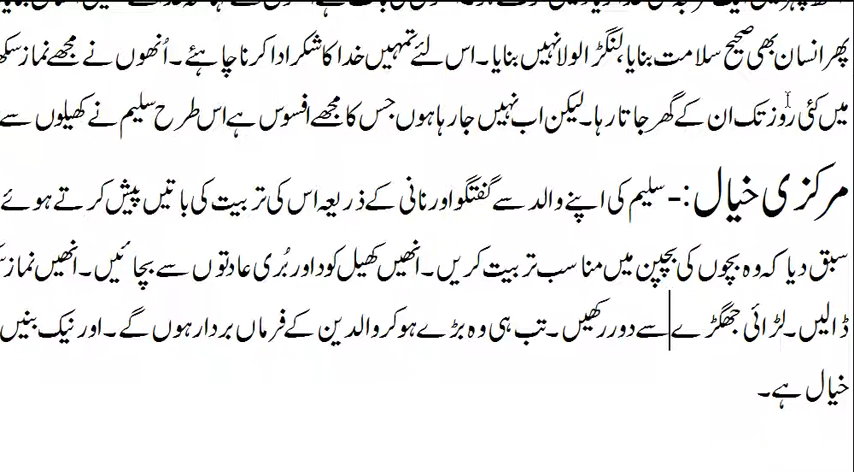 پھر انسان بھی صحیح سلامت بنایا، لنگڑا لولا نہیں بنایا۔ اس لئے تمہیں خدا کا شکر ادا کرنا چاہئے۔ اُنھوں نے مجھے نماز
میں کئی روز تک ان کے گھر جاتا رہا۔ لیکن اب نہیں جا رہا ہوں جس کا مجھے افسوس ہے اس طرح سلیم نے کھیلوں سے
مرکزی خیال :- سلیم کی اپنے والد سے گفتگو اور نانی کے ذریعہ اس کی تربیت کی باتیں پیش کرتے ہوئے
سبق دیا کہ وہ بچوں کی بچپن میں مناسب تربیت کریں۔ انھیں کھیل کود اور بُری عادتوں سے بچائیں۔ انھیں نماز
ڈالیں۔ لڑائی جھگڑے سے دور رکھیں۔ تب ہی وہ بڑے ہو کر والدین کے فرماں بردار ہوں گے۔ اور نیک بنیں
خیال ہے۔